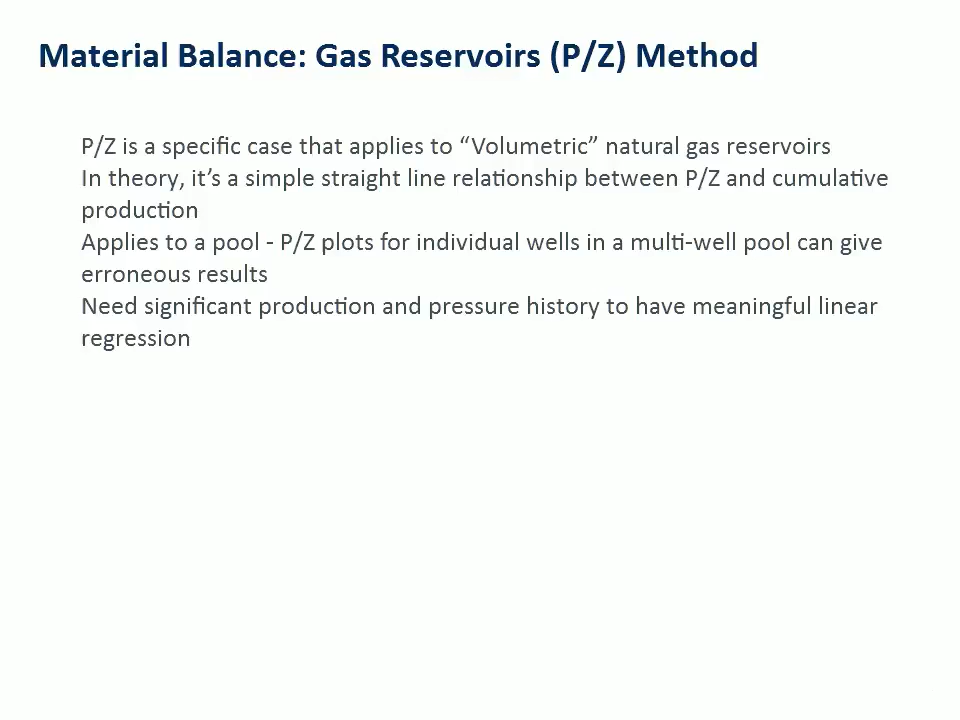 Material Balance: Gas Reservoirs (P/Z) Method
P/Z is a specific case that applies to “Volumetric” natural gas reservoirs
In theory, it’s a simple straight line relationship between P/Z and cumulative
production
Applies to a pool - P/Z plots for individual wells in a multi-well pool can give
erroneous results
Need significant production and pressure history to have meaningful linear
regression